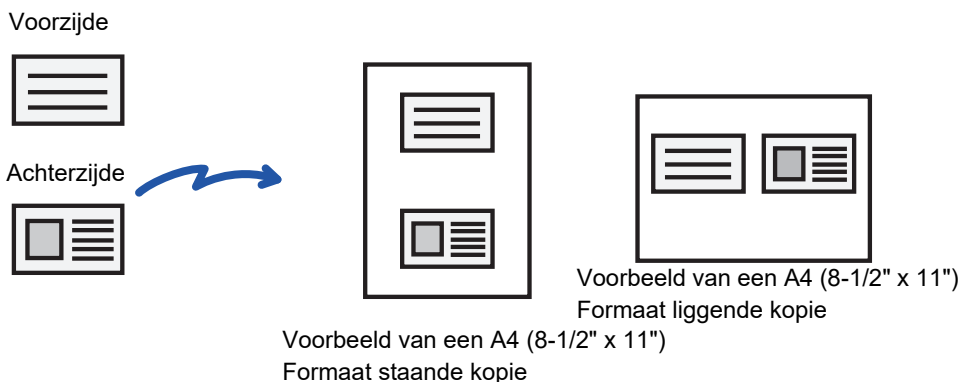 Voorzijde
Achterzijde
Voorbeeld van een A4 (8-1/2" x 11")
Formaat staande kopie
Voorbeeld van een A4 (8-1/2" x 11")
Formaat liggende kopie